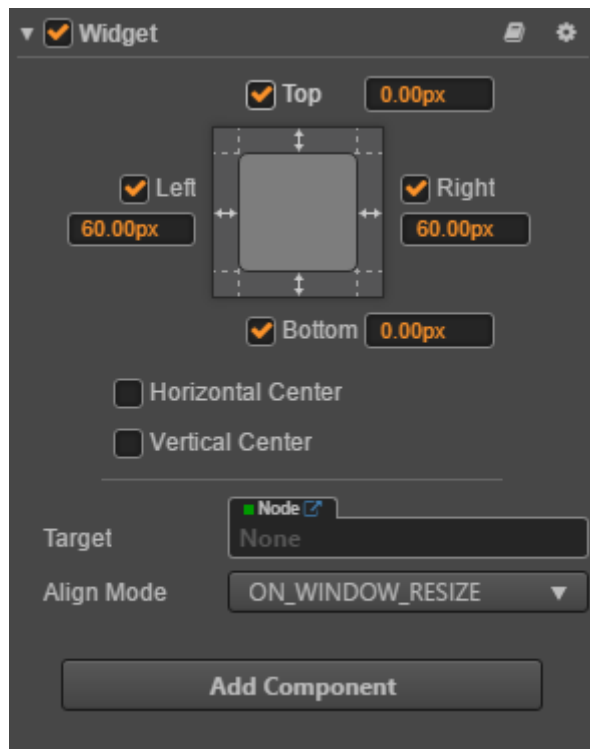 Widget
Top 0.00px
Left Right
60.00px 60.00px
Bottom 0.00px
Horizontal Center
Vertical Center
Node
Target None
Align Mode ON_WINDOW_RESIZE
Add Component